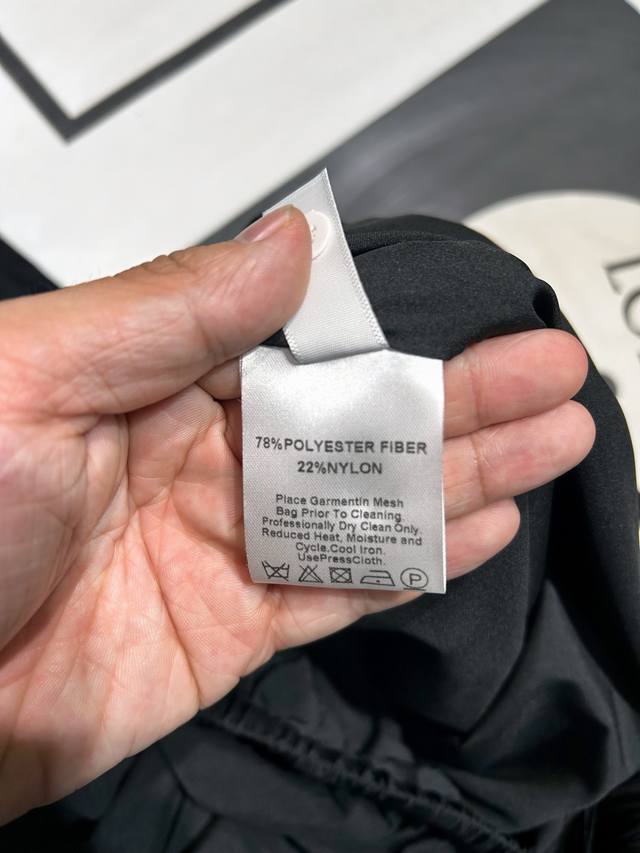 78%POLYESTER FIBER
22%NYLON
Place Garmentin Mesh
Bag Prior To Cleaning.
Professionally Dry Clean Only.
Reduced Heat, Moisture and
Cycle.Cool Iron.
UsePressCloth.
P